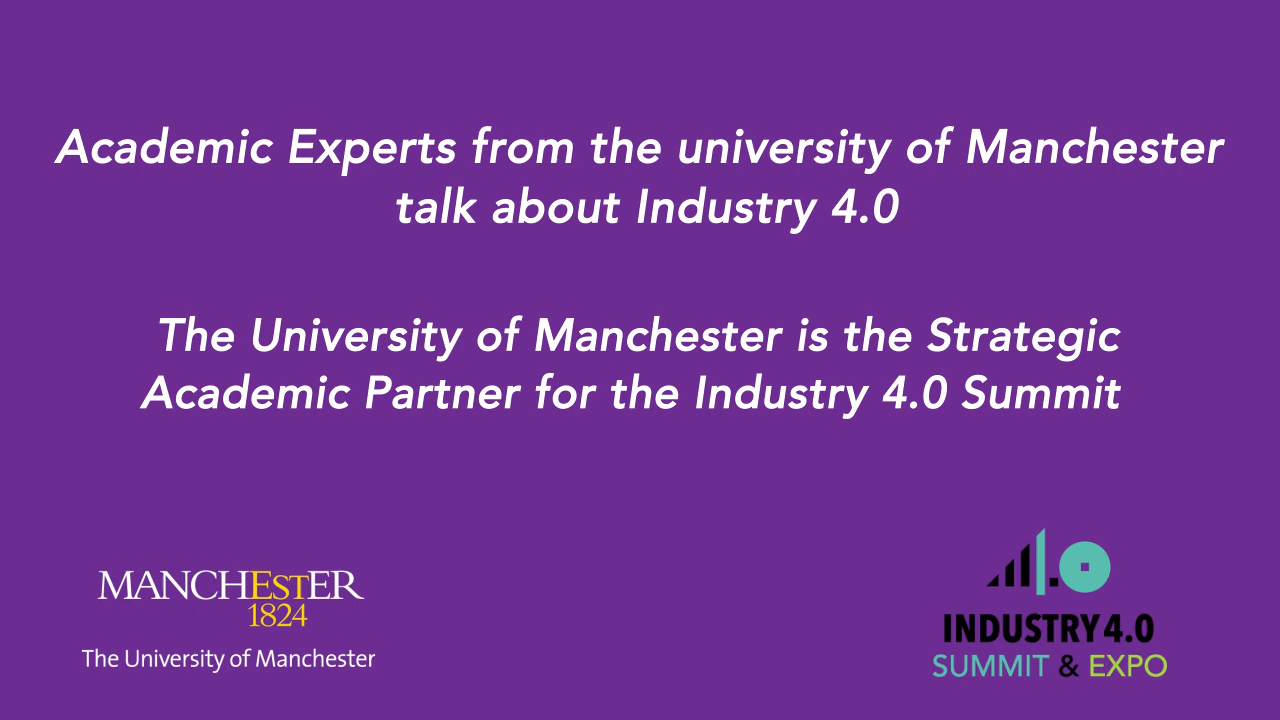 Academic Experts from the university of Manchester
talk about Industry 4.0
The University of Manchester is the Strategic
Academic Partner for the Industry 4.0 Summit
MANCHEsTER
1824
The University of Manchester
4.0
INDUSTRY 4.0
SUMMIT & EXPO